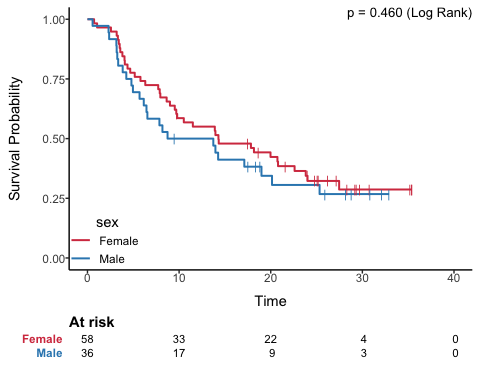 p = 0.460 (Log Rank)
1.00
0.75
0.50
0.25
0.00
Survival Probability
sex
Female
Male
0 10 20 30 40
Time
At risk
Female 58 33 22 4 0
Male 36 17 9 3 0